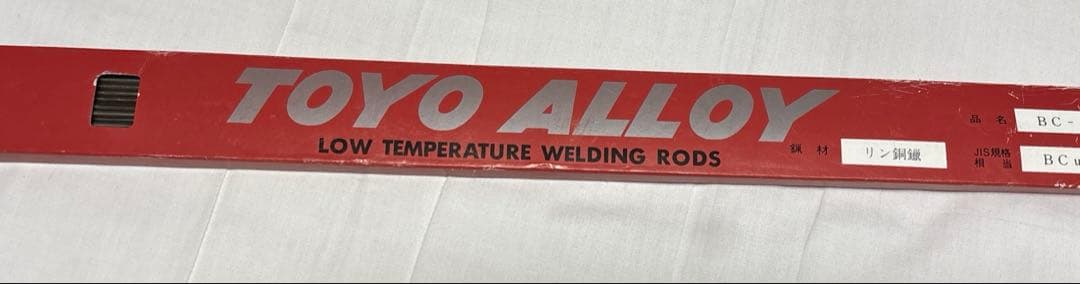 TOYO ALLOY
LOW TEMPERATURE WELDING RODS
鑞材 リン銅鑞
品名 BC-
JIS規格相当 BCu